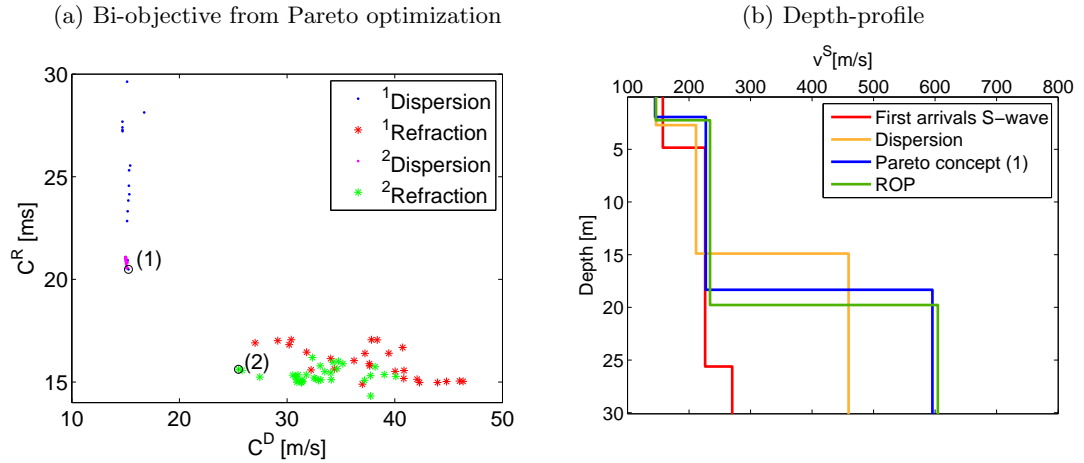 (a) Bi-objective from Pareto optimization
30
25
20
15
10 20 30 40 50
C^R [ms]
C^D [m/s]
^1Dispersion
^1Refraction
^2Dispersion
^2Refraction
(1)
(2)
(b) Depth-profile
v^S[m/s]
100 200 300 400 500 600 700 800
5
10
15
20
25
30
Depth [m]
First arrivals S-wave
Dispersion
Pareto concept (1)
ROP